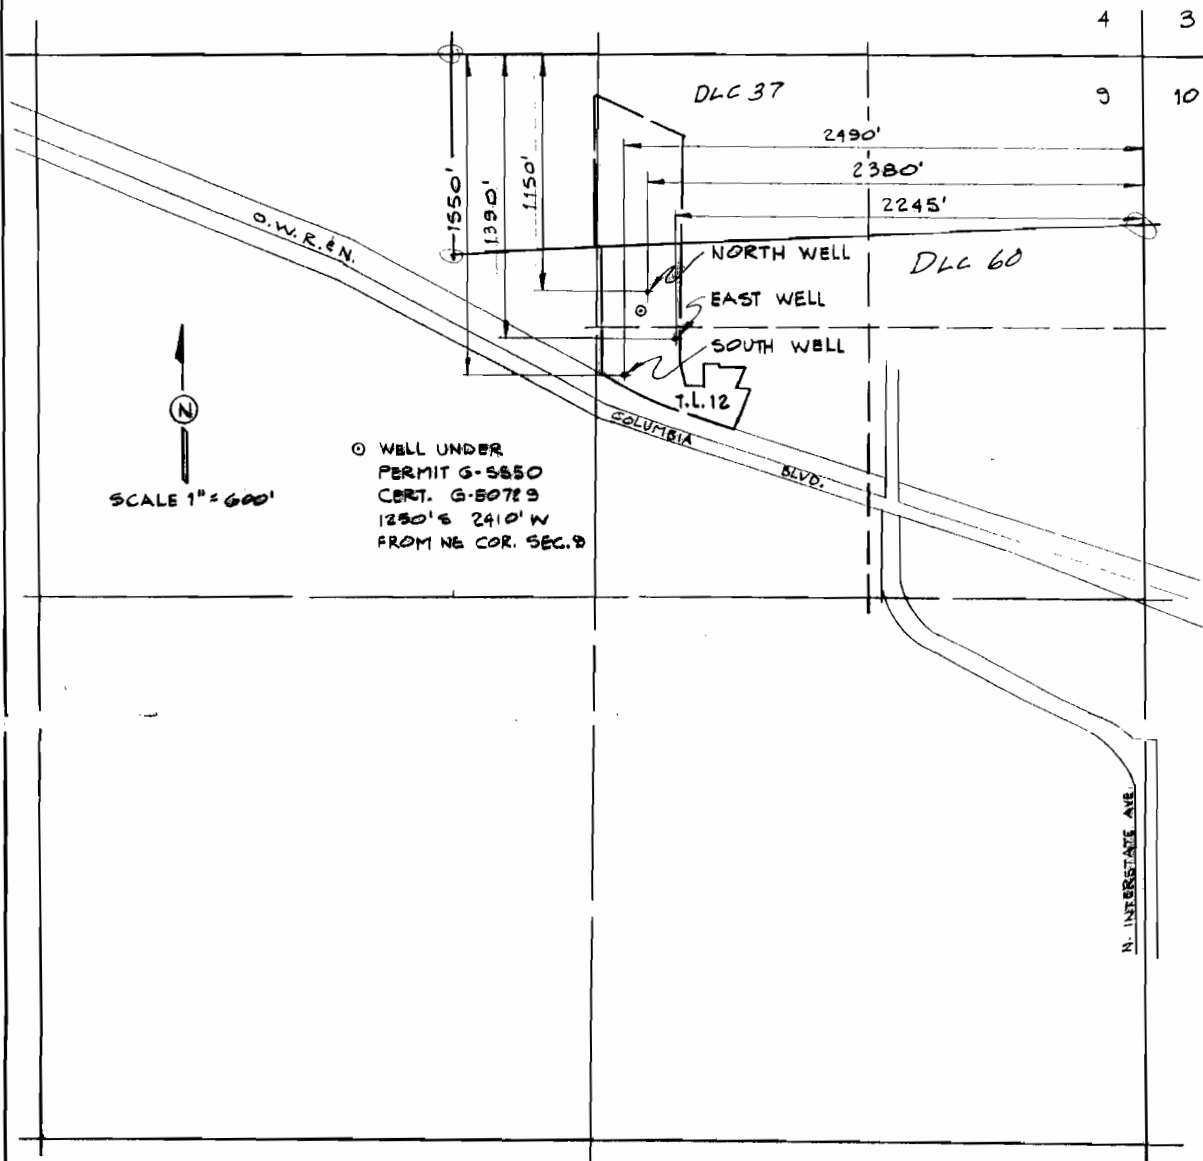 4 3
9 10
DLC 37
2490'
2380'
2245'
1550'
1390'
1150'
O.W.R.&N.
NORTH WELL
DLC 60
EAST WELL
SOUTH WELL
T.L. 12
COLUMBIA BLVD.
N
SCALE 1" = 600'
WELL UNDER
PERMIT G-5850
CERT.
1250'S 2410'W
FROM NE COR. SEC. 9
N. INTERSTATE AVE.